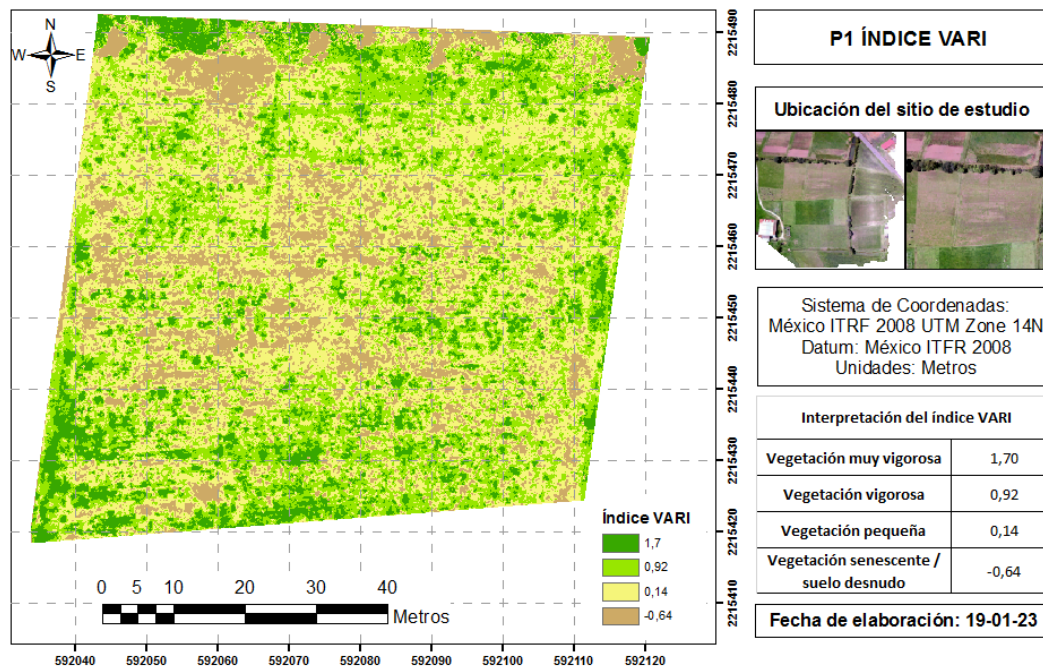 N
W E
S
2215490
2215480
2215470
2215460
2215450
2215440
2215430
2215420
2215410
Índice VARI
1,7
0,92
0,14
-0,64
0 5 10 20 30 40
Metros
592040 592050 592060 592070 592080 592090 592100 592110 592120
P1 ÍNDICE VARI
Ubicación del sitio de estudio
Sistema de Coordenadas:
México ITRF 2008 UTM Zone 14N
Datum: México ITFR 2008
Unidades: Metros
Interpretación del índice VARI
Vegetación muy vigorosa 1,70
Vegetación vigorosa 0,92
Vegetación pequeña 0,14
Vegetación senescente /
suelo desnudo -0,64
Fecha de elaboración: 19-01-23